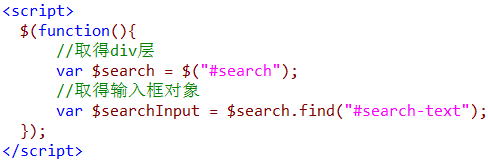 <script>
$(function(){
//取得div层
var $search = $("#search");
//取得输入框对象
var $searchInput = $search.find("#search-text");
});
</script>